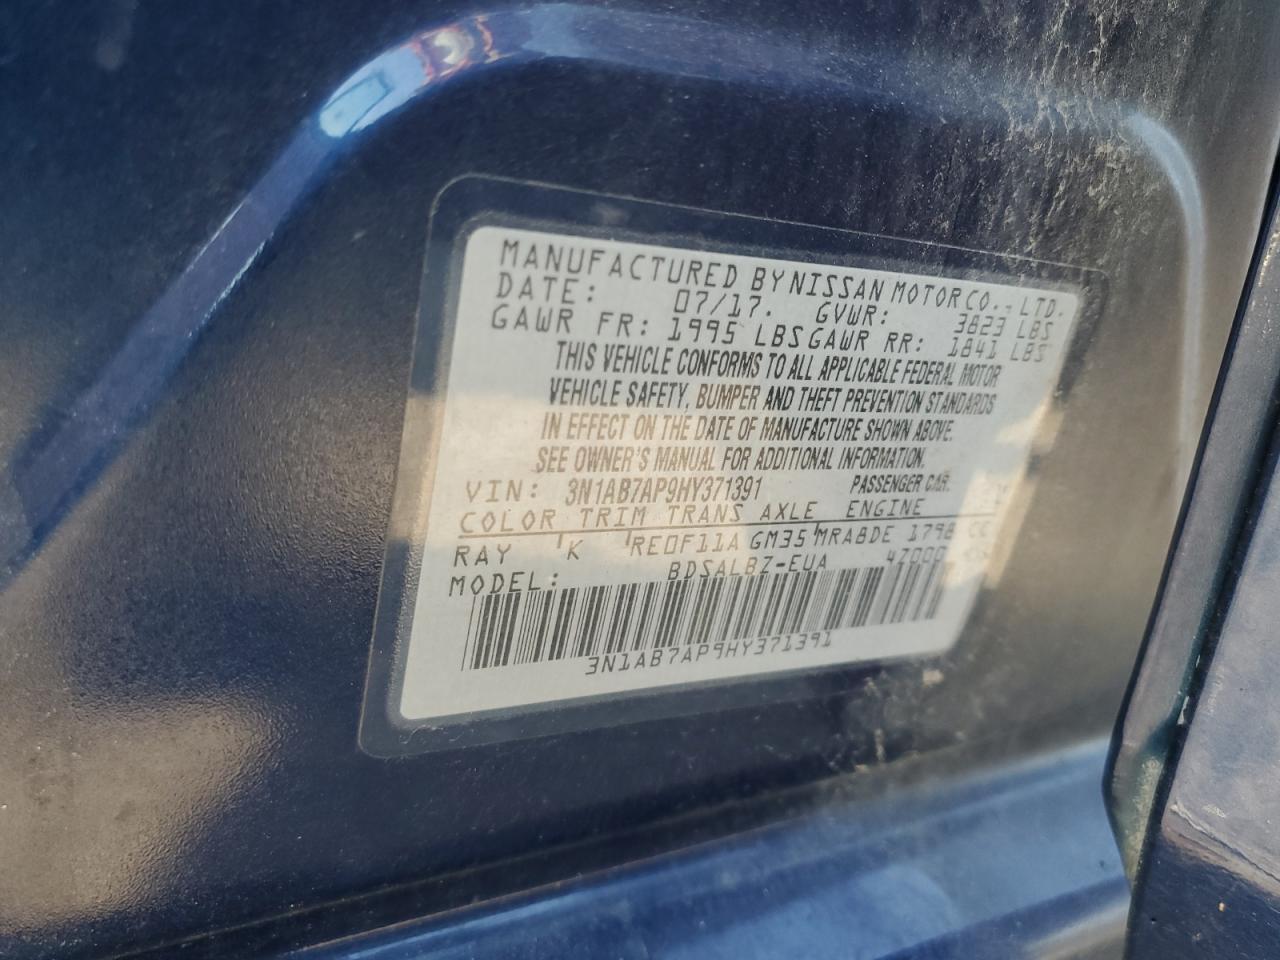 MANUFACTURED BY NISSAN MOTOR CO., LTD.
DATE: 07/17. GVWR: 3823 LBS
GAWR FR: 1995 LBS GAWR RR: 1841 LBS
THIS VEHICLE CONFORMS TO ALL APPLICABLE FEDERAL MOTOR
VEHICLE SAFETY, BUMPER AND THEFT PREVENTION STANDARDS
IN EFFECT ON THE DATE OF MANUFACTURE SHOWN ABOVE.
SEE OWNER'S MANUAL FOR ADDITIONAL INFORMATION.
VIN: 3N1AB7AP9HY371391 PASSENGER CAR.
COLOR TRIM TRANS AXLE ENGINE
RAY K RE0F11A GM35 MRA8DE 1798 CC
MODEL: BDSALBZ-EUA
3N1AB7AP9HY371391